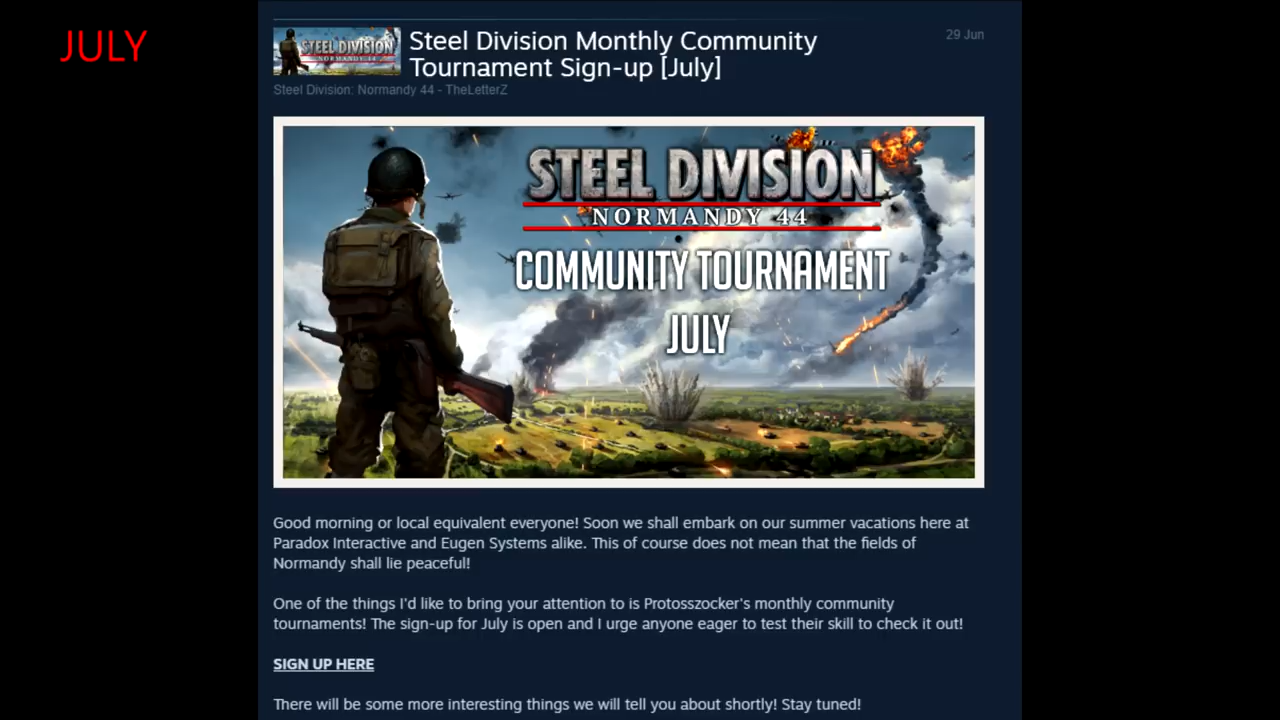 JULY
STEEL DIVISION
NORMANDY 44
Steel Division Monthly Community
Tournament Sign-up [July]
29 Jun
Steel Division: Normandy 44 - TheLetterZ
STEEL DIVISION
NORMANDY 44
COMMUNITY TOURNAMENT
JULY
Good morning or local equivalent everyone! Soon we shall embark on our summer vacations here at
Paradox Interactive and Eugen Systems alike. This of course does not mean that the fields of
Normandy shall lie peaceful!
One of the things I'd like to bring your attention to is Protosszocker's monthly community
tournaments! The sign-up for July is open and I urge anyone eager to test their skill to check it out!
SIGN UP HERE
There will be some more interesting things we will tell you about shortly! Stay tuned!